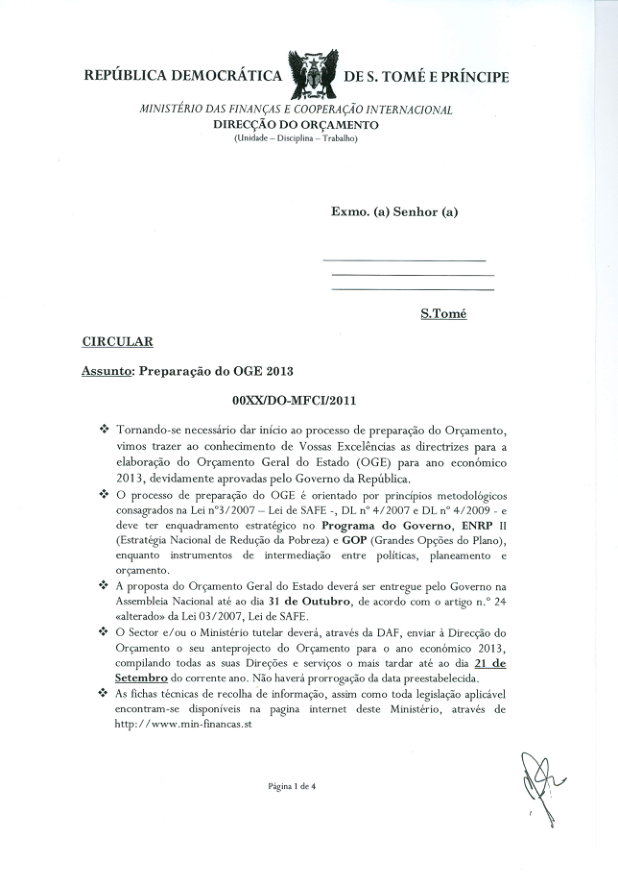 REPÚBLICA DEMOCRÁTICA DE S. TOMÉ E PRÍNCIPE
MINISTÉRIO DAS FINANÇAS E COOPERAÇÃO INTERNACIONAL
DIRECÇÃO DO ORÇAMENTO
(Unidade – Disciplina – Trabalho)
Exmo. (a) Senhor (a)
S.Tomé
CIRCULAR
Assunto: Preparação do OGE 2013
00XX/DO-MFCI/2011
❖ Tornando-se necessário dar início ao processo de preparação do Orçamento,
vimos trazer ao conhecimento de Vossas Excelências as directrizes para a
elaboração do Orçamento Geral do Estado (OGE) para ano económico
2013, devidamente aprovadas pelo Governo da República.
❖ O processo de preparação do OGE é orientado por princípios metodológicos
consagrados na Lei nº3/2007 – Lei de SAFE -, DL nº 4/2007 e DL nº 4/2009 - e
deve ter enquadramento estratégico no Programa do Governo, ENRP II
(Estratégia Nacional de Redução da Pobreza) e GOP (Grandes Opções do Plano),
enquanto instrumentos de intermediação entre políticas, planeamento e
orçamento.
❖ A proposta do Orçamento Geral do Estado deverá ser entregue pelo Governo na
Assembleia Nacional até ao dia 31 de Outubro, de acordo com o artigo n.º 24
«alterado» da Lei 03/2007, Lei de SAFE.
❖ O Sector e/ou o Ministério tutelar deverá, através da DAF, enviar à Direcção do
Orçamento o seu anteprojecto do Orçamento para o ano económico 2013,
compilando todas as suas Direções e serviços o mais tardar até ao dia 21 de
Setembro do corrente ano. Não haverá prorrogação da data preestabelecida.
❖ As fichas técnicas de recolha de informação, assim como toda legislação aplicável
encontram-se disponíveis na pagina internet deste Ministério, através de
http://www.min-financas.st
Página 1 de 4